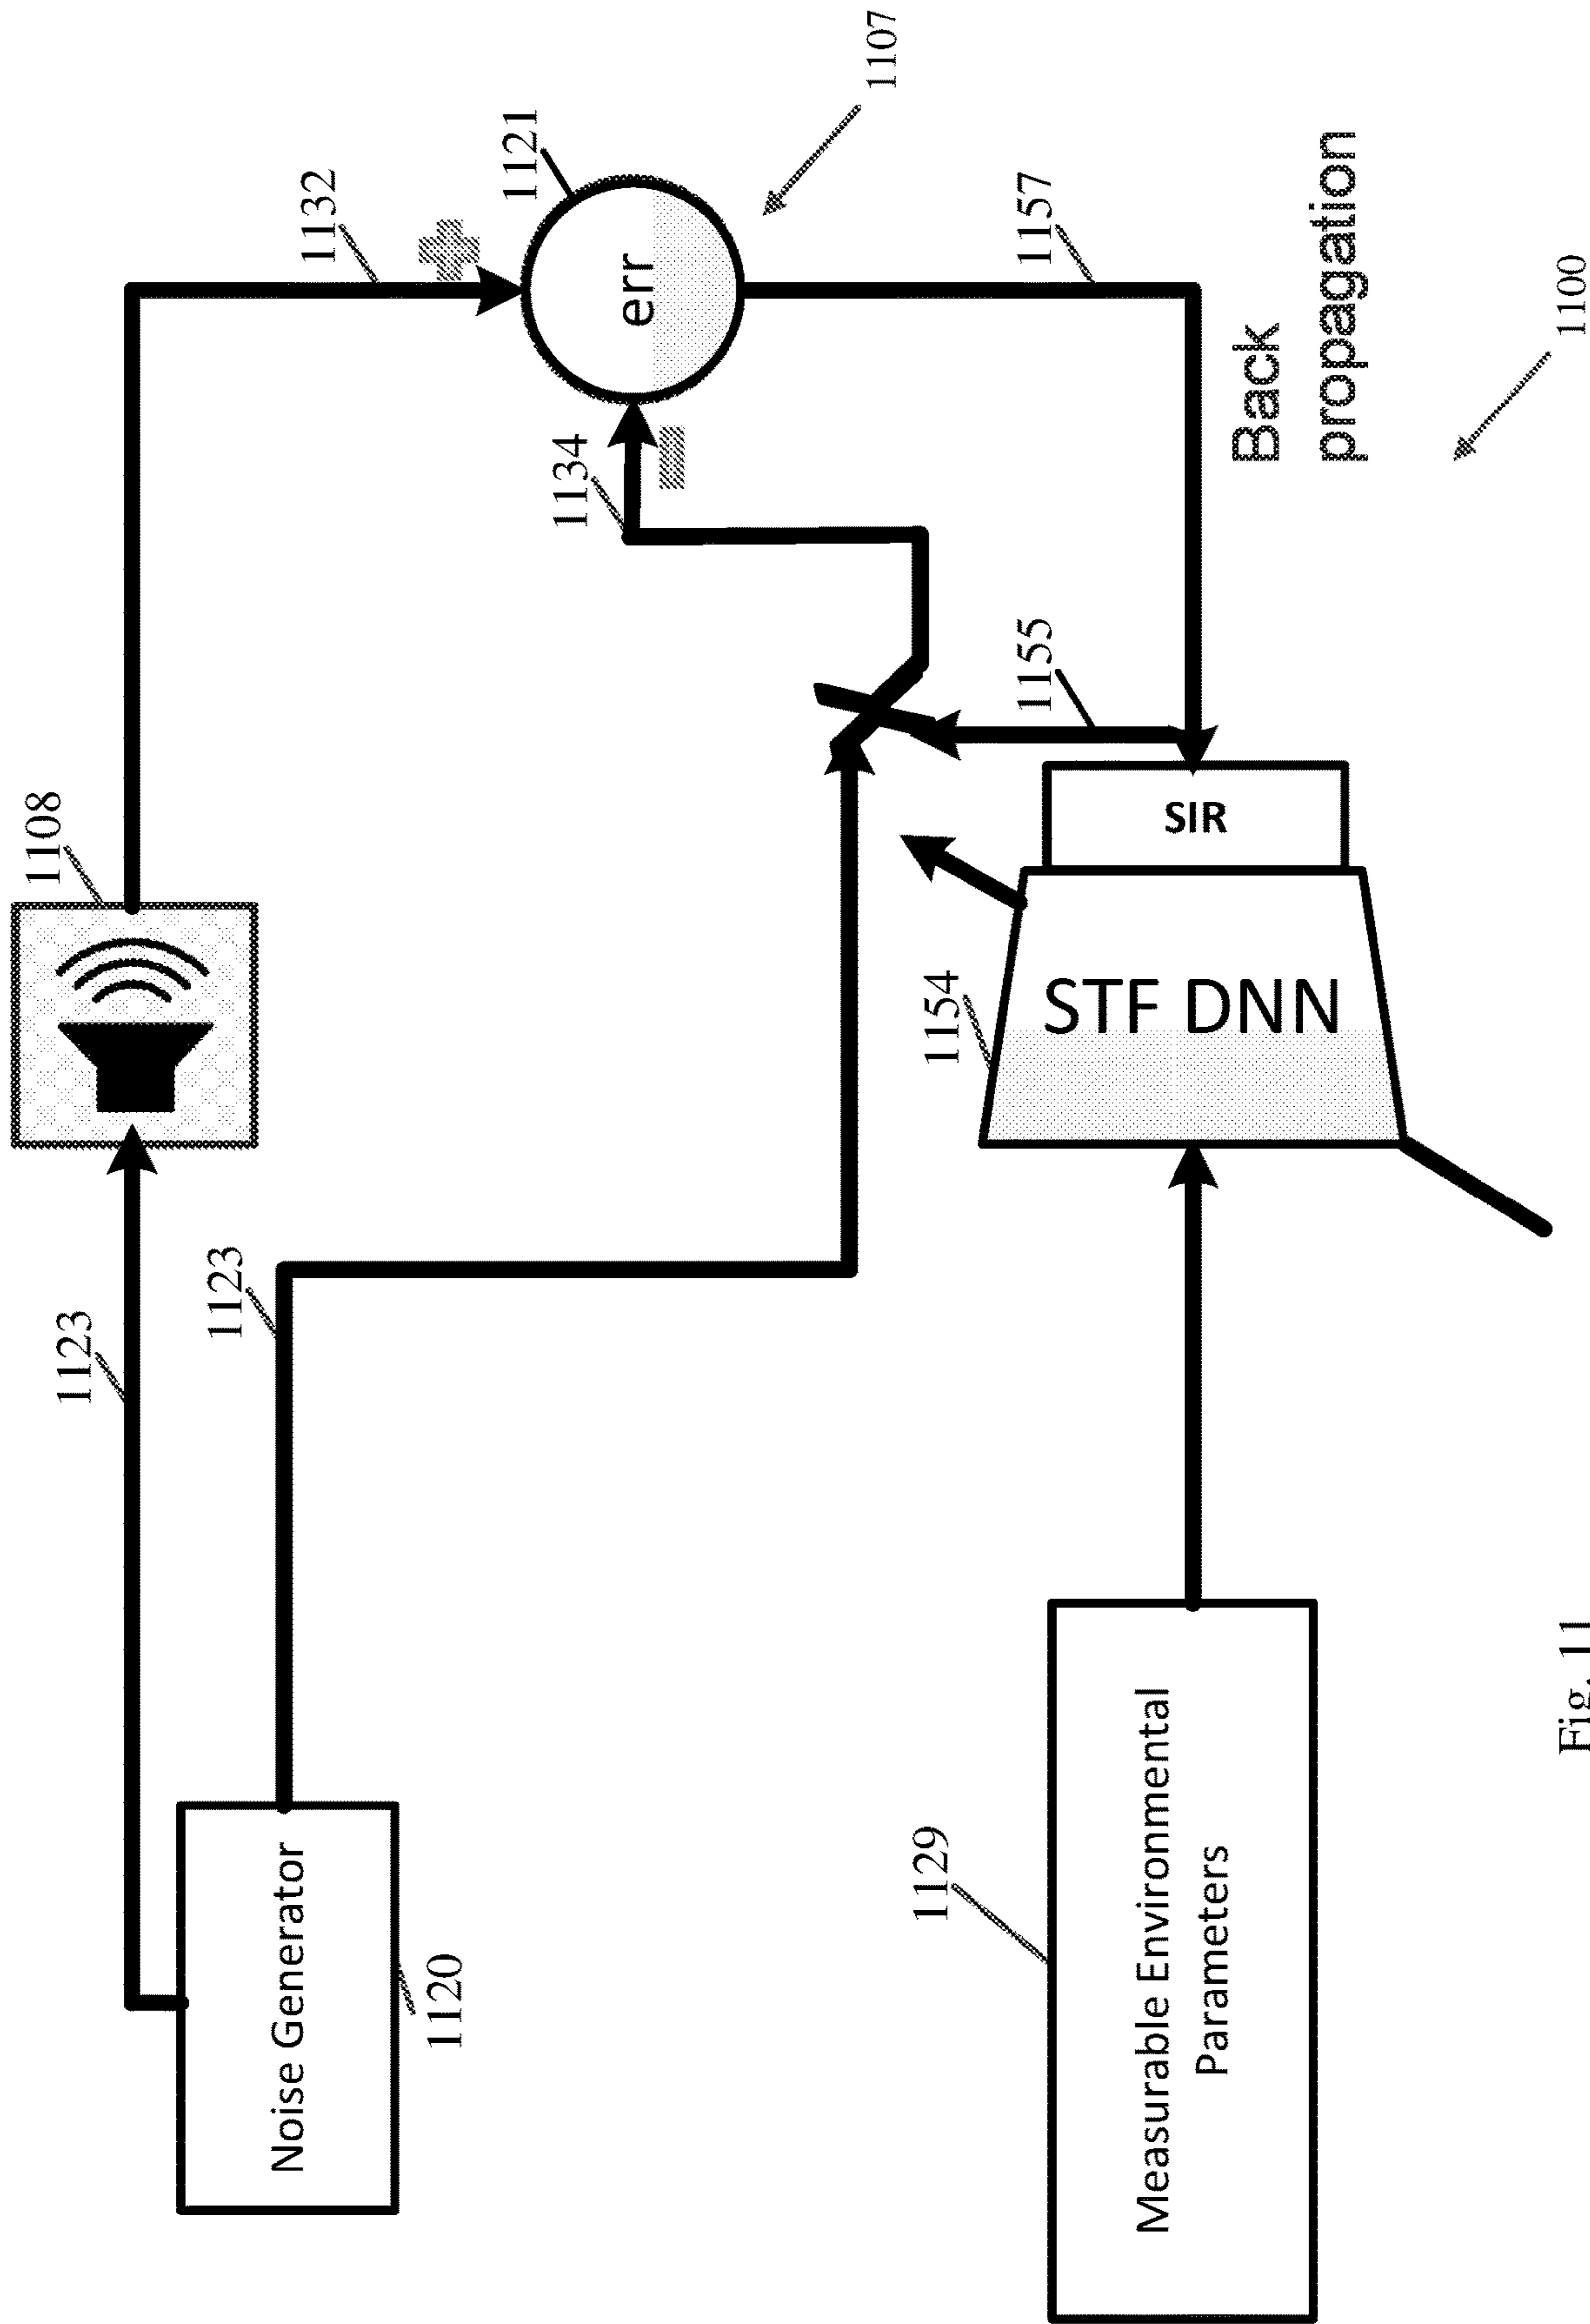 1123
1108
1132
Noise Generator
1120
1123
1134
1121
err
1107
1129
Measurable Environmental
Parameters
1154
STF DNN
SIR
1155
1157
Back
propagation
1100
Fig. 11